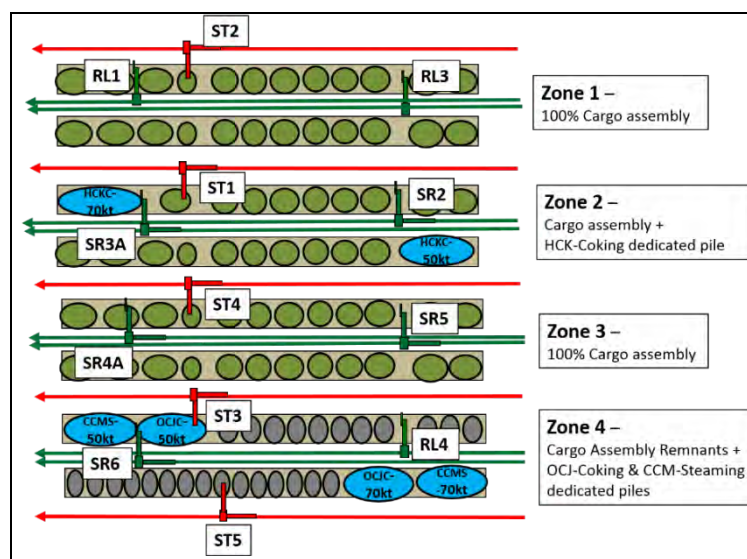 ST2
RL1
RL3
Zone 1 –
100% Cargo assembly
ST1
SR2
HCKC-
70kt
SR3A
HCKC-
50kt
Zone 2 –
Cargo assembly +
HCK-Coking dedicated pile
ST4
SR5
SR4A
Zone 3 –
100% Cargo assembly
CCMS-
50kt
OCJC-
50kt
ST3
RL4
SR6
OCJC-
70kt
CCMS
-70kt
ST5
Zone 4 –
Cargo Assembly Remnants +
OCJ-Coking & CCM-Steaming
dedicated piles